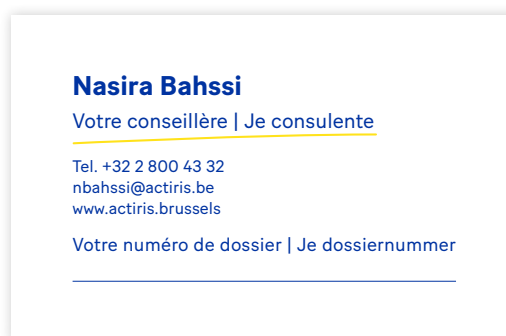 Nasira Bahssi
Votre conseillère | Je consulente
Tel. +32 2 800 43 32
nbahssi@actiris.be
www.actiris.brussels
Votre numéro de dossier | Je dossiernummer